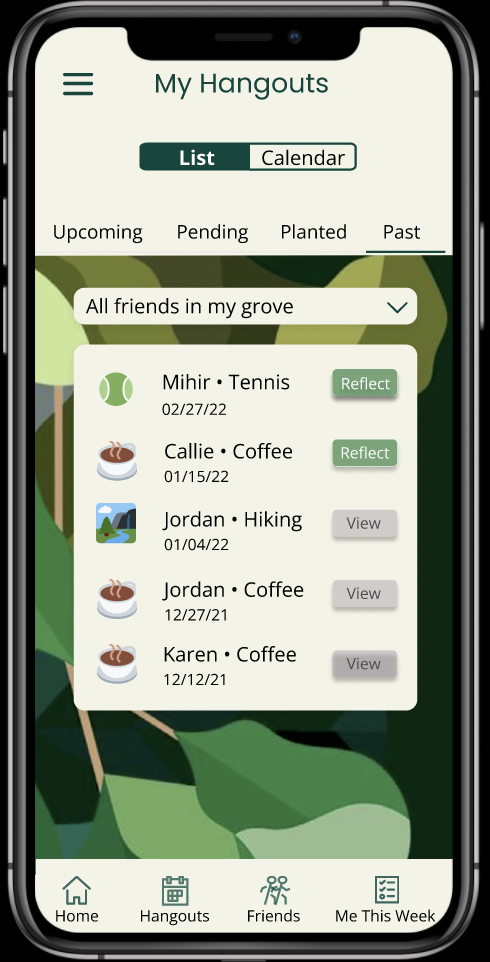 My Hangouts
List Calendar
Upcoming Pending Planted Past
All friends in my grove
Mihir • Tennis
02/27/22
Reflect
Callie • Coffee
01/15/22
Reflect
Jordan • Hiking
01/04/22
View
Jordan • Coffee
12/27/21
View
Karen • Coffee
12/12/21
View
Home Hangouts Friends Me This Week